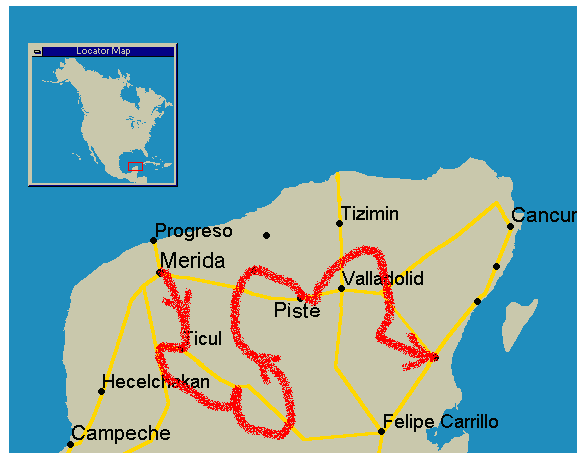 Locator Map
Tizimin
Cancun
Progreso
Merida
Valladolid
Piste
Ticul
Hecelchakan
Felipe Carrillo
Campeche